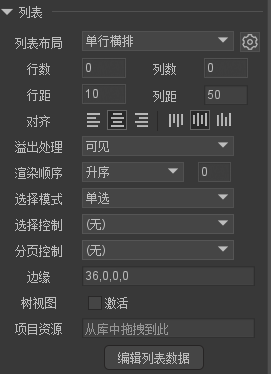 列表
列表布局 单行横排
行数 0 列数 0
行距 10 列距 50
对齐
溢出处理 可见
渲染顺序 升序 0
选择模式 单选
选择控制 (无)
分页控制 (无)
边缘 36,0,0,0
树视图 激活
项目资源 从库中拖拽到此
编辑列表数据